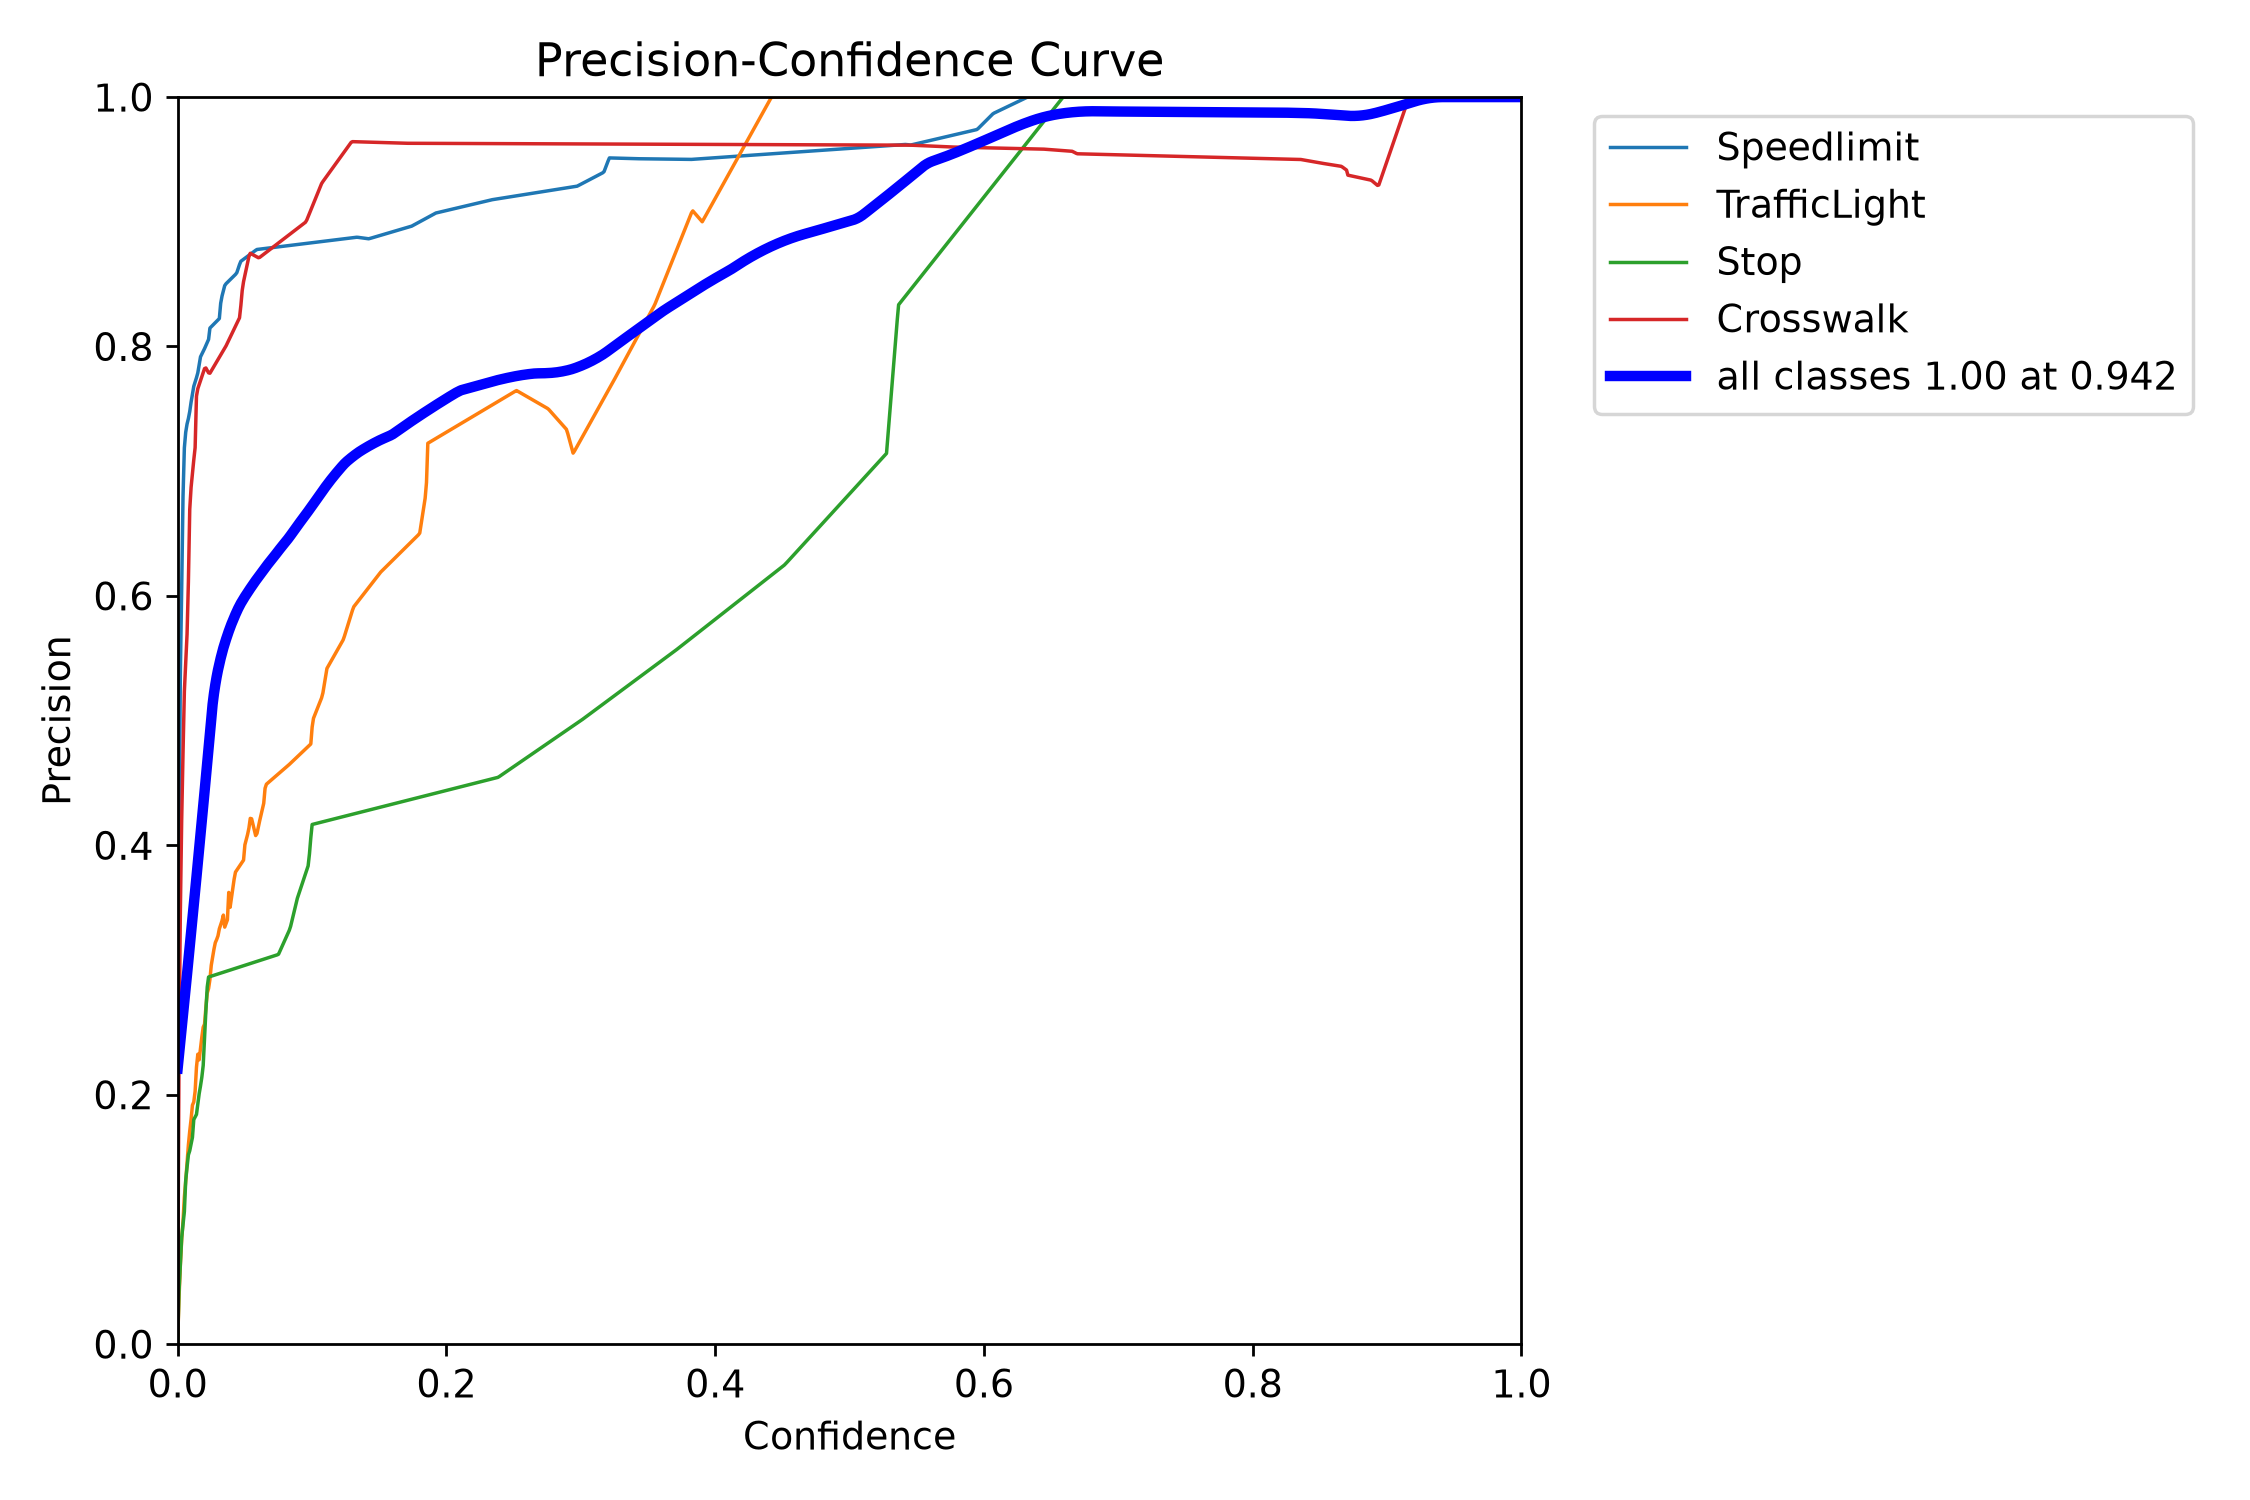 Precision-Confidence Curve
1.0
0.8
0.6
0.4
0.2
0.0
Precision
0.0 0.2 0.4 0.6 0.8 1.0
Confidence
Speedlimit
TrafficLight
Stop
Crosswalk
all classes 1.00 at 0.942